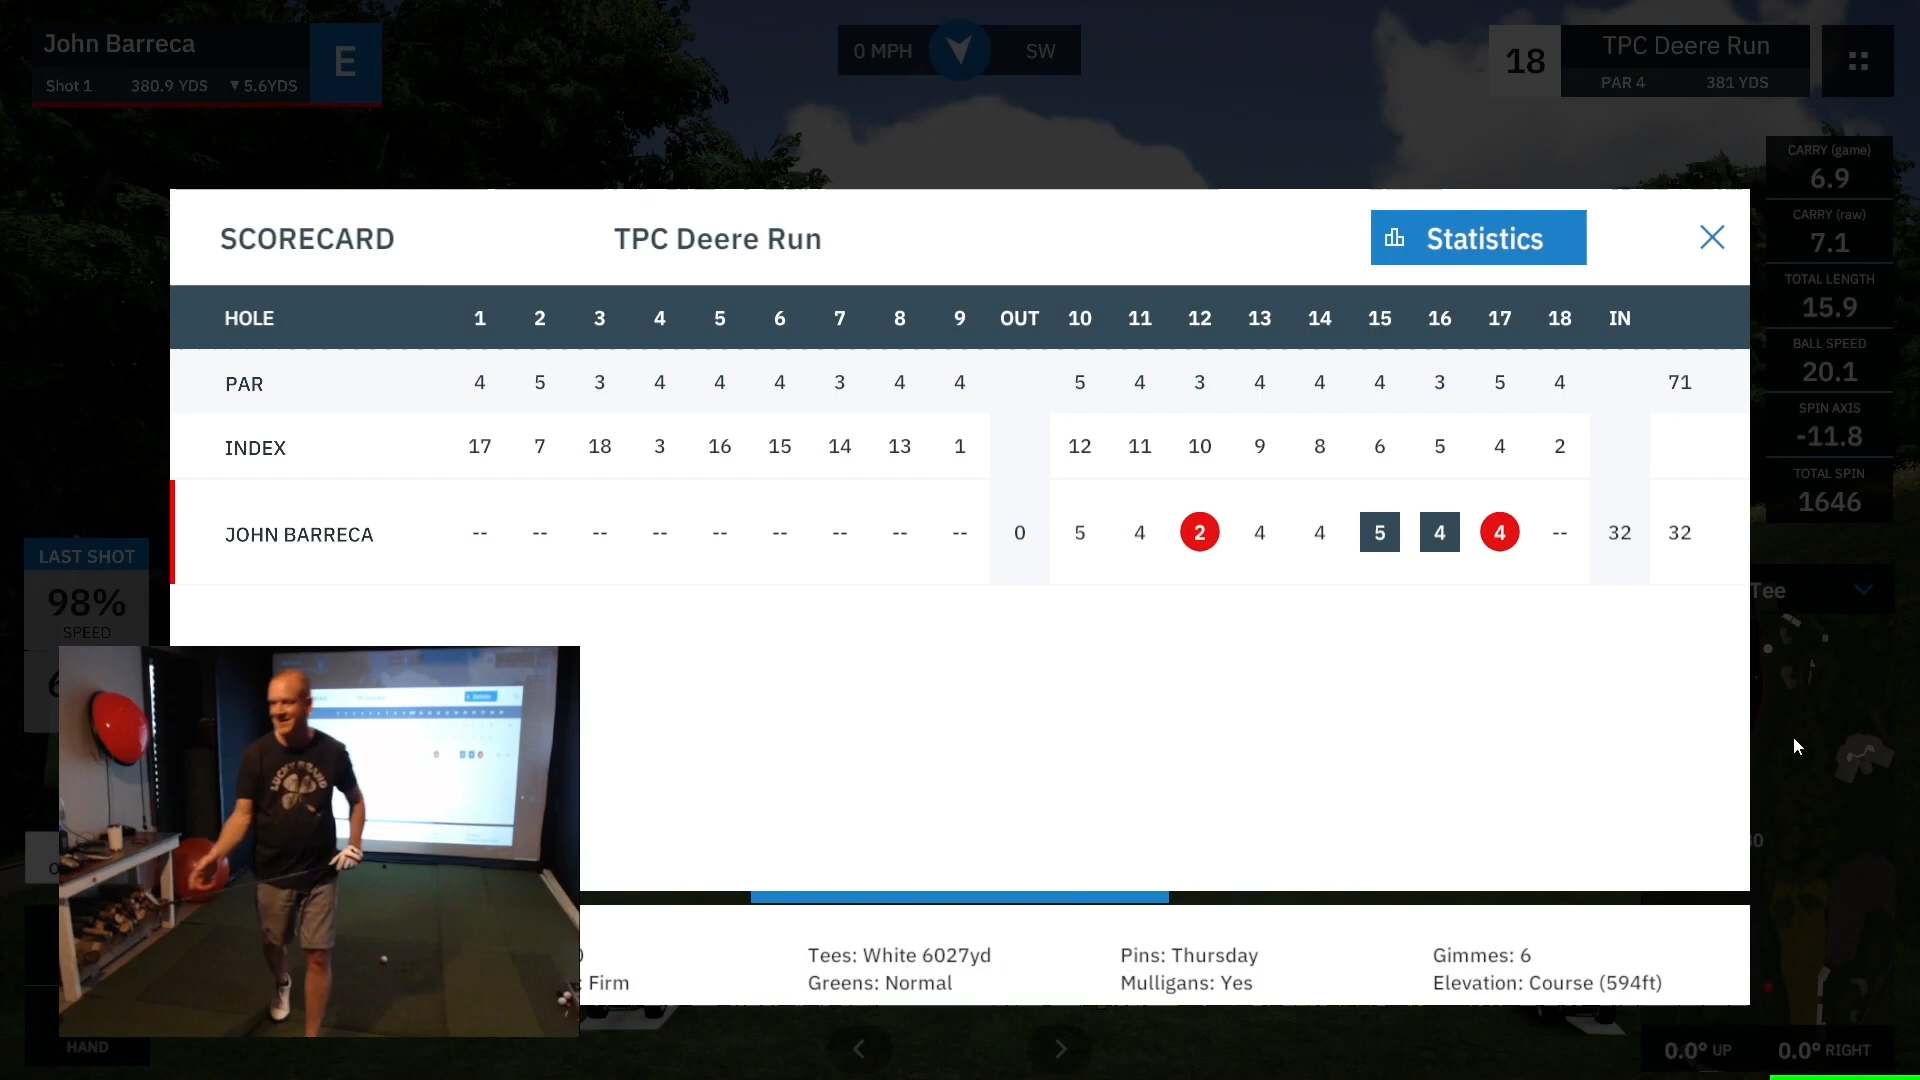 John Barreca
E
Shot 1 380.9 YDS ▼5.6YDS
0 MPH SW
18 TPC Deere Run
PAR 4 381 YDS
CARRY (game)
6.9
CARRY (raw)
7.1
TOTAL LENGTH
15.9
BALL SPEED
20.1
SPIN AXIS
-11.8
TOTAL SPIN
1646
SCORECARD TPC Deere Run Statistics
HOLE 1 2 3 4 5 6 7 8 9 OUT 10 11 12 13 14 15 16 17 18 IN
PAR 4 5 3 4 4 4 3 4 4 5 4 3 4 4 4 3 5 4 71
INDEX 17 7 18 3 16 15 14 13 1 12 11 10 9 8 6 5 4 2
JOHN BARRECA -- -- -- -- -- -- -- -- -- 0 5 4 2 4 4 5 4 4 -- 32 32
LAST SHOT
98%
SPEED
Tee
LUCKY BRAND
Tees: White 6027yd Pins: Thursday Gimmes: 6
: Firm Greens: Normal Mulligans: Yes Elevation: Course (594ft)
HAND
0.0° UP 0.0° RIGHT